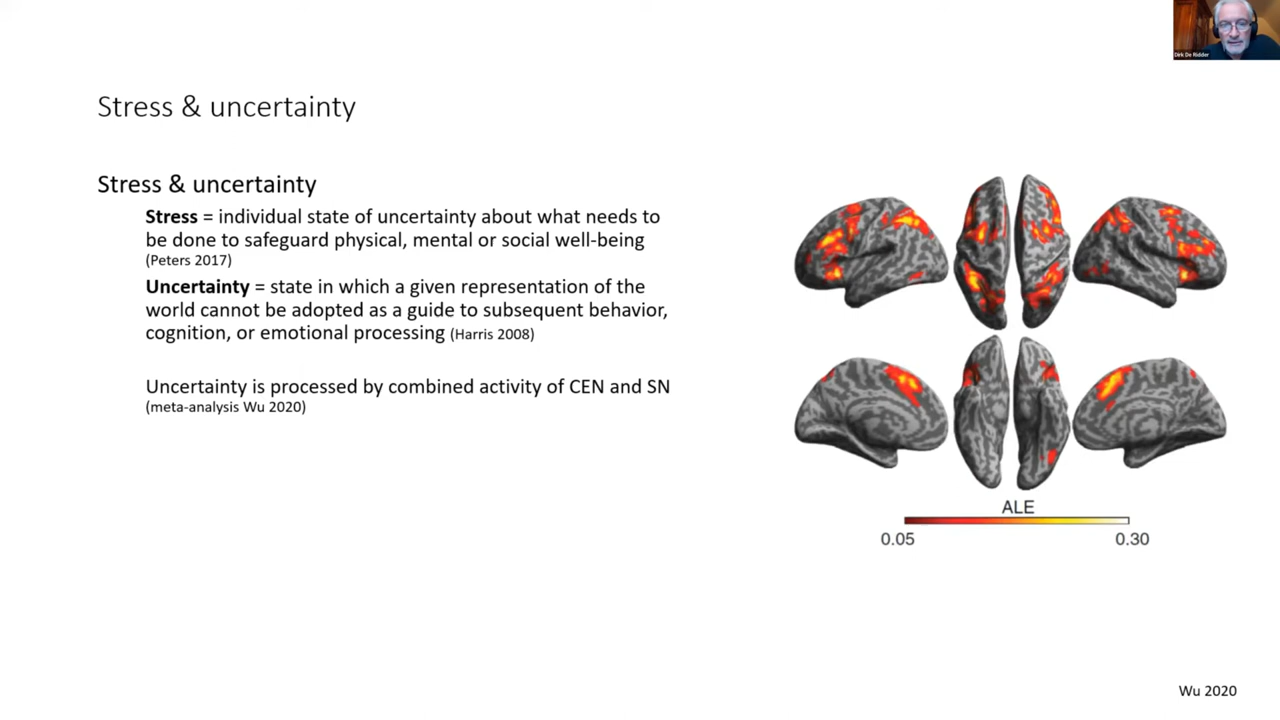 Dirk De Ridder
Stress & uncertainty
Stress & uncertainty
Stress = individual state of uncertainty about what needs to
be done to safeguard physical, mental or social well-being
(Peters 2017)
Uncertainty = state in which a given representation of the
world cannot be adopted as a guide to subsequent behavior,
cognition, or emotional processing (Harris 2008)
Uncertainty is processed by combined activity of CEN and SN
(meta-analysis Wu 2020)
ALE
0.05 0.30
Wu 2020